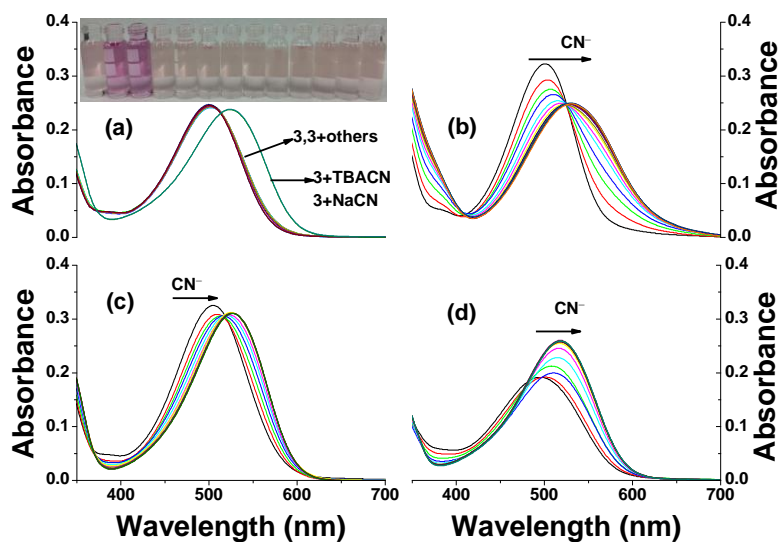 0.4
0.3
0.2
0.1
0.0
Absorbance
(a)
3,3+others
3+TBACN
3+NaCN
CN⁻
(b)
0.4
0.3
0.2
0.1
0.0
Absorbance
0.4
0.3
0.2
0.1
0.0
Absorbance
CN⁻
(c)
400 500 600 700
Wavelength (nm)
CN⁻
(d)
0.4
0.3
0.2
0.1
0.0
Absorbance
400 500 600 700
Wavelength (nm)